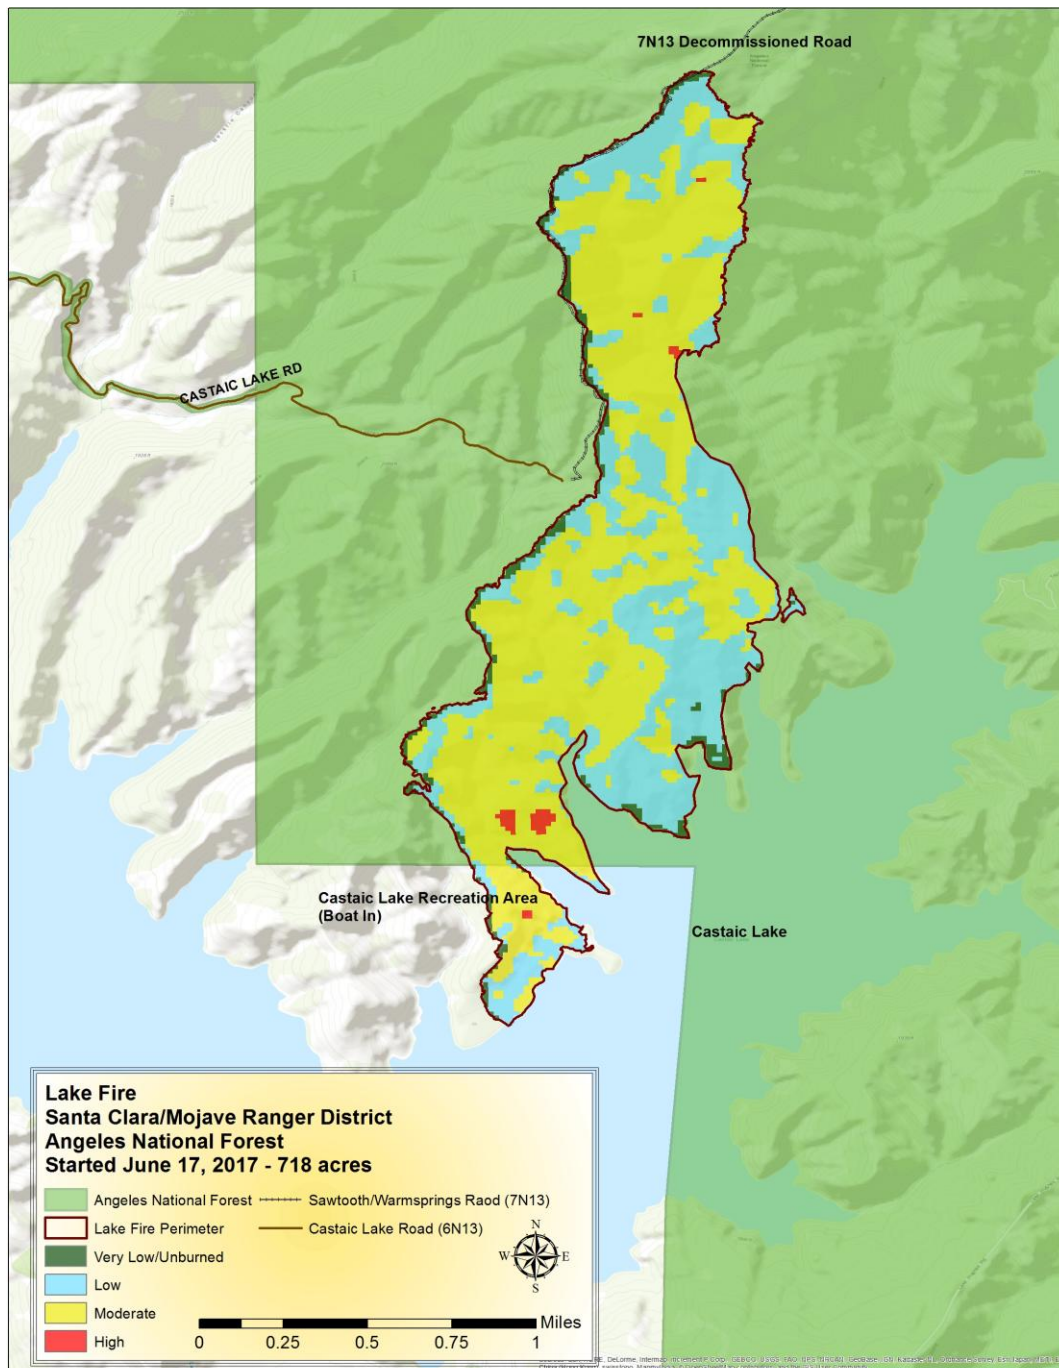 7N13 Decommissioned Road
CASTAIC LAKE RD
Castaic Lake Recreation Area
(Boat In)
Castaic Lake
Lake Fire
Santa Clara/Mojave Ranger District
Angeles National Forest
Started June 17, 2017 - 718 acres
Angeles National Forest
Sawtooth/Warmsprings Raod (7N13)
Lake Fire Perimeter
Castaic Lake Road (6N13)
Very Low/Unburned
Low
Moderate
High
N
W E
S
0 0.25 0.5 0.75 1
Miles